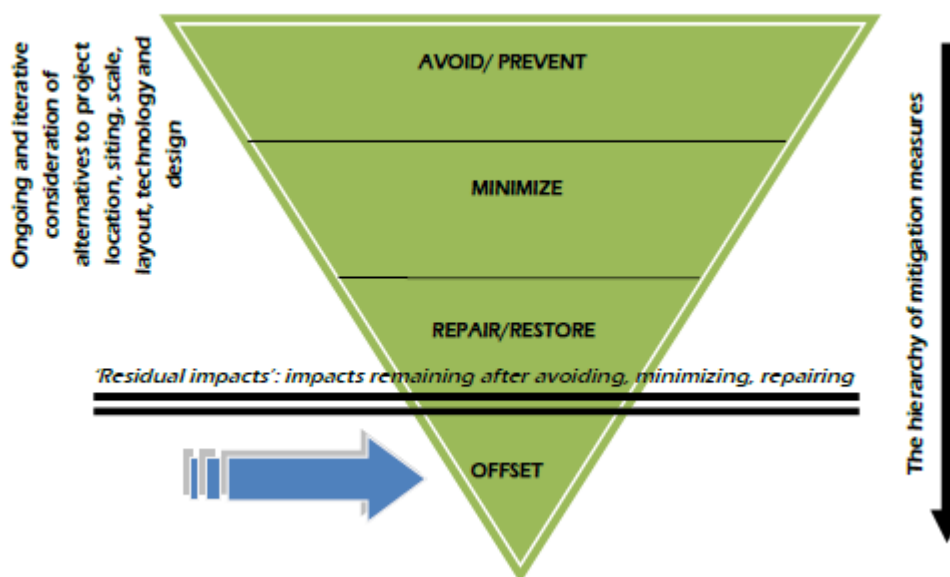 Ongoing and iterative
consideration of
alternatives to project
location, siting, scale,
layout, technology and
design
AVOID/ PREVENT
MINIMIZE
REPAIR/RESTORE
'Residual impacts': impacts remaining after avoiding, minimizing, repairing
OFFSET
The hierarchy of mitigation measures